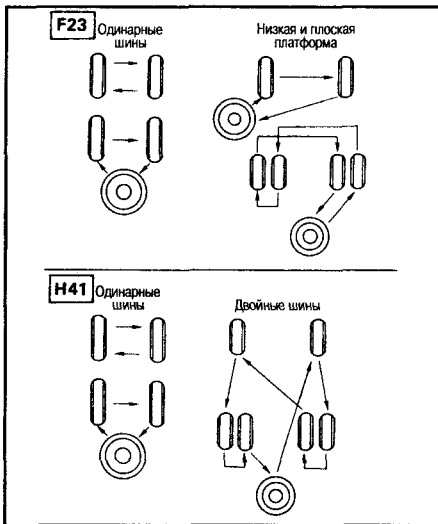 F23 Одинарные
шины
Низкая и плоская
платформа
H41 Одинарные
шины
Двойные шины